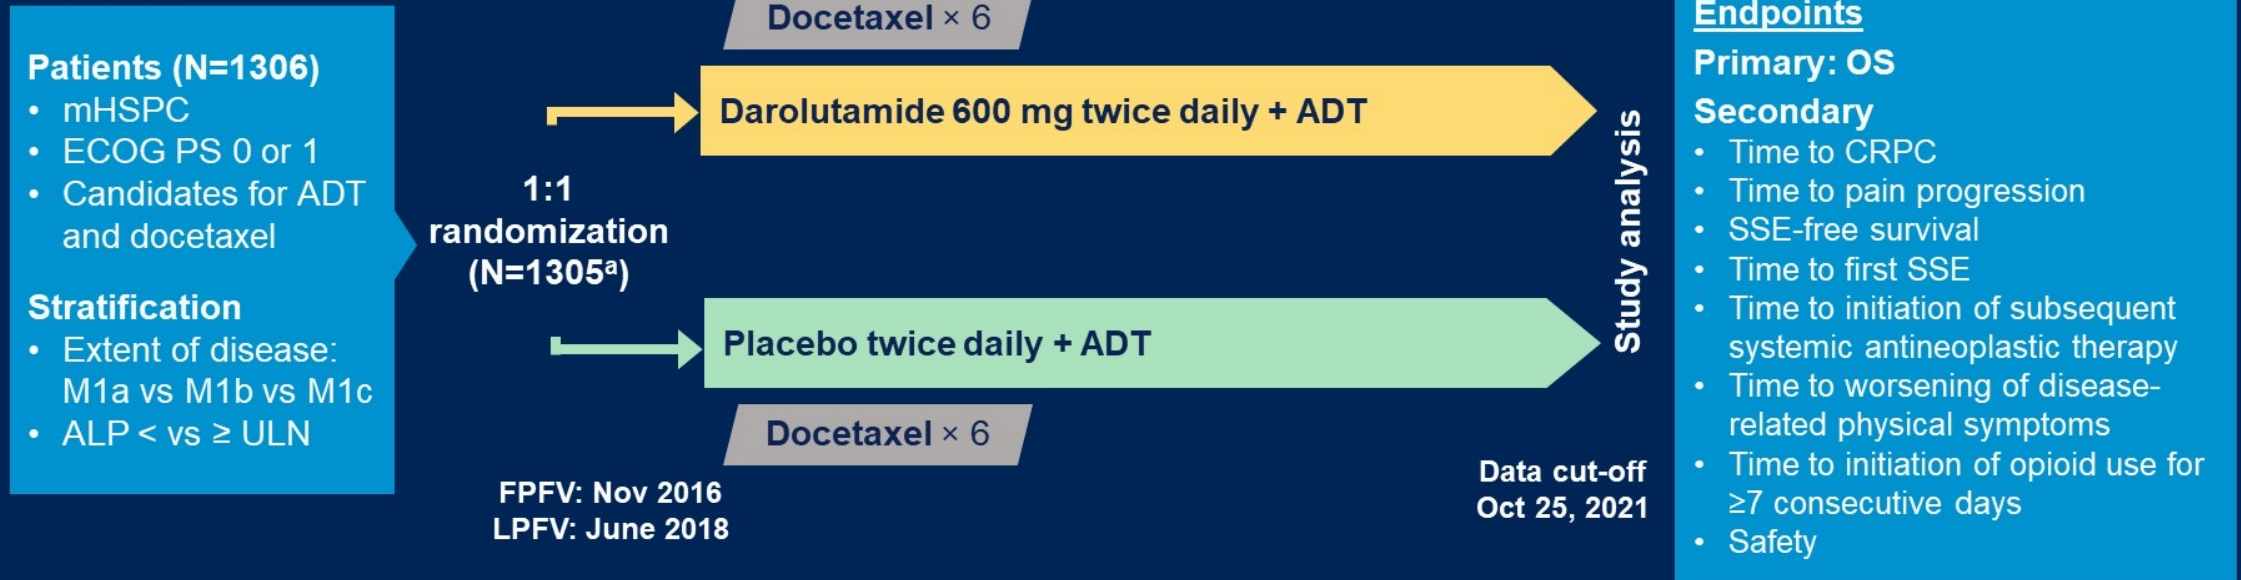 Patients (N=1306)
• mHSPC
• ECOG PS 0 or 1
• Candidates for ADT
and docetaxel
Stratification
• Extent of disease:
M1a vs M1b vs M1c
• ALP < vs ≥ ULN
1:1
randomization
(N=1305ᵃ)
Docetaxel × 6
Darolutamide 600 mg twice daily + ADT
Placebo twice daily + ADT
Docetaxel × 6
FPFV: Nov 2016
LPFV: June 2018
Study analysis
Data cut-off
Oct 25, 2021
Endpoints
Primary: OS
Secondary
• Time to CRPC
• Time to pain progression
• SSE-free survival
• Time to first SSE
• Time to initiation of subsequent
systemic antineoplastic therapy
• Time to worsening of disease-
related physical symptoms
• Time to initiation of opioid use for
≥7 consecutive days
• Safety